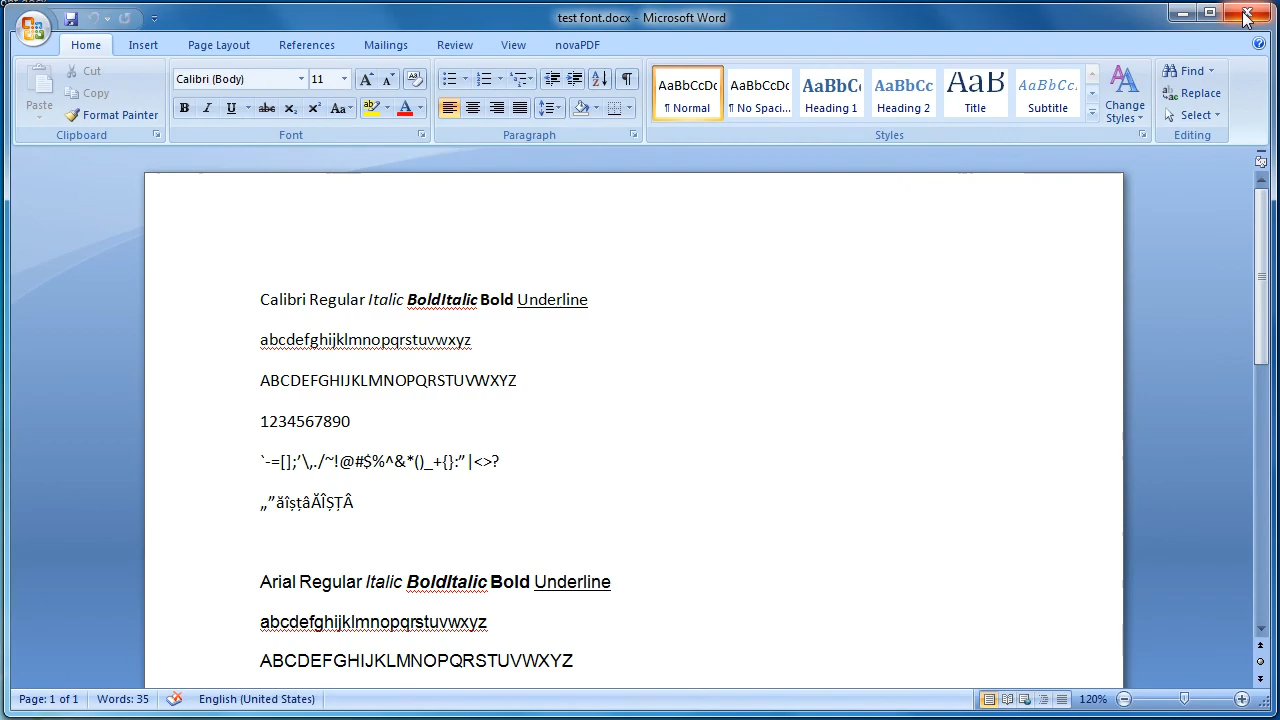 test font.docx - Microsoft Word
Home Insert Page Layout References Mailings Review View novaPDF
Paste
Cut
Copy
Format Painter
Clipboard
Calibri (Body) 11
Font
Paragraph
AaBbCcDc AaBbCcDc AaBbCc AaBbCc AaB AaBbCc.
¶ Normal ¶ No Spaci... Heading 1 Heading 2 Title Subtitle
Change Styles
Styles
Find
Replace
Select
Editing
Calibri Regular Italic BoldItalic Bold Underline
abcdefghijklmnopqrstuvwxyz
ABCDEFGHIJKLMNOPQRSTUVWXYZ
1234567890
`-=[];’\,./~!@#$%^&*()_+{}:”|<>?
„”ăîșțâĂÎȘȚÂ
Arial Regular Italic BoldItalic Bold Underline
abcdefghijklmnopqrstuvwxyz
ABCDEFGHIJKLMNOPQRSTUVWXYZ
Page: 1 of 1 Words: 35 English (United States) 120%